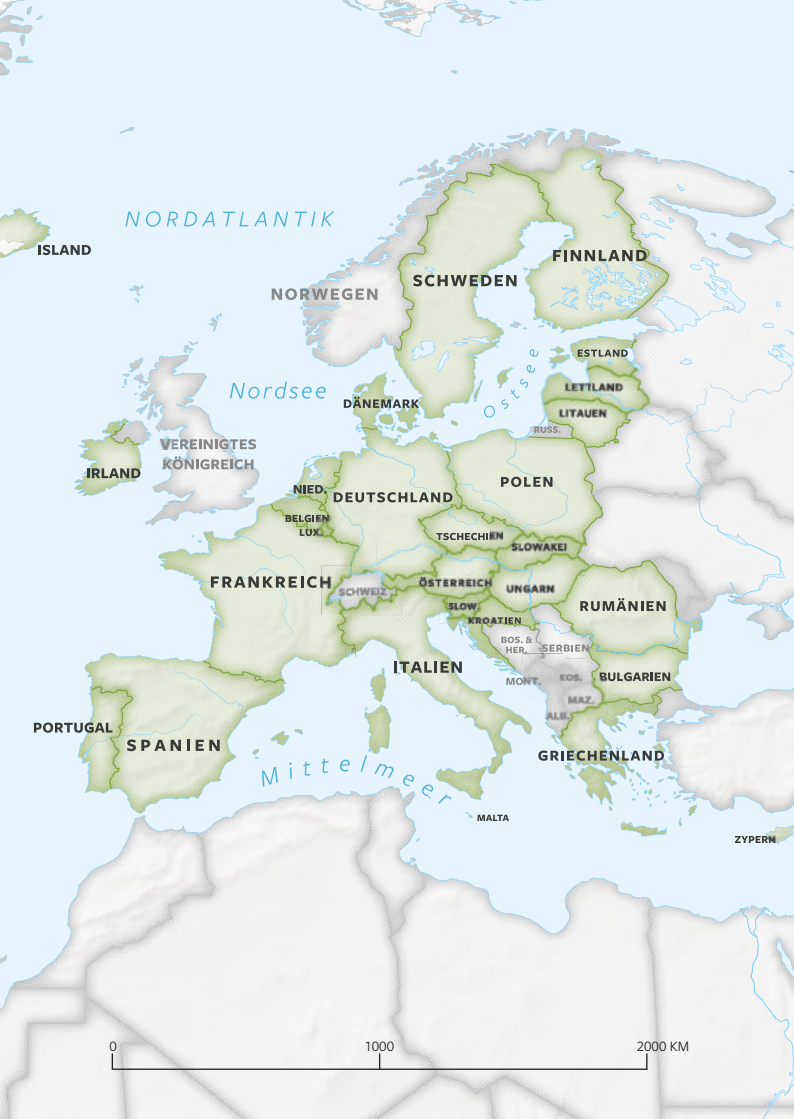 NORDATLANTIK
ISLAND
FINNLAND
SCHWEDEN
NORWEGEN
ESTLAND
Ostsee
LETTLAND
Nordsee
DÄNEMARK
LITAUEN
RUSS.
VEREINIGTES
KÖNIGREICH
IRLAND
POLEN
NIED.
DEUTSCHLAND
BELGIEN
LUX.
TSCHECHIEN
SLOWAKEI
FRANKREICH
SCHWEIZ
ÖSTERREICH
UNGARN
SLOW.
RUMÄNIEN
KROATIEN
BOS. &
HER.
SERBIEN
ITALIEN
MONT.
KOS.
BULGARIEN
MAZ.
ALB.
PORTUGAL
SPANIEN
GRIECHENLAND
Mittelmeer
MALTA
ZYPERN
0 1000 2000 KM